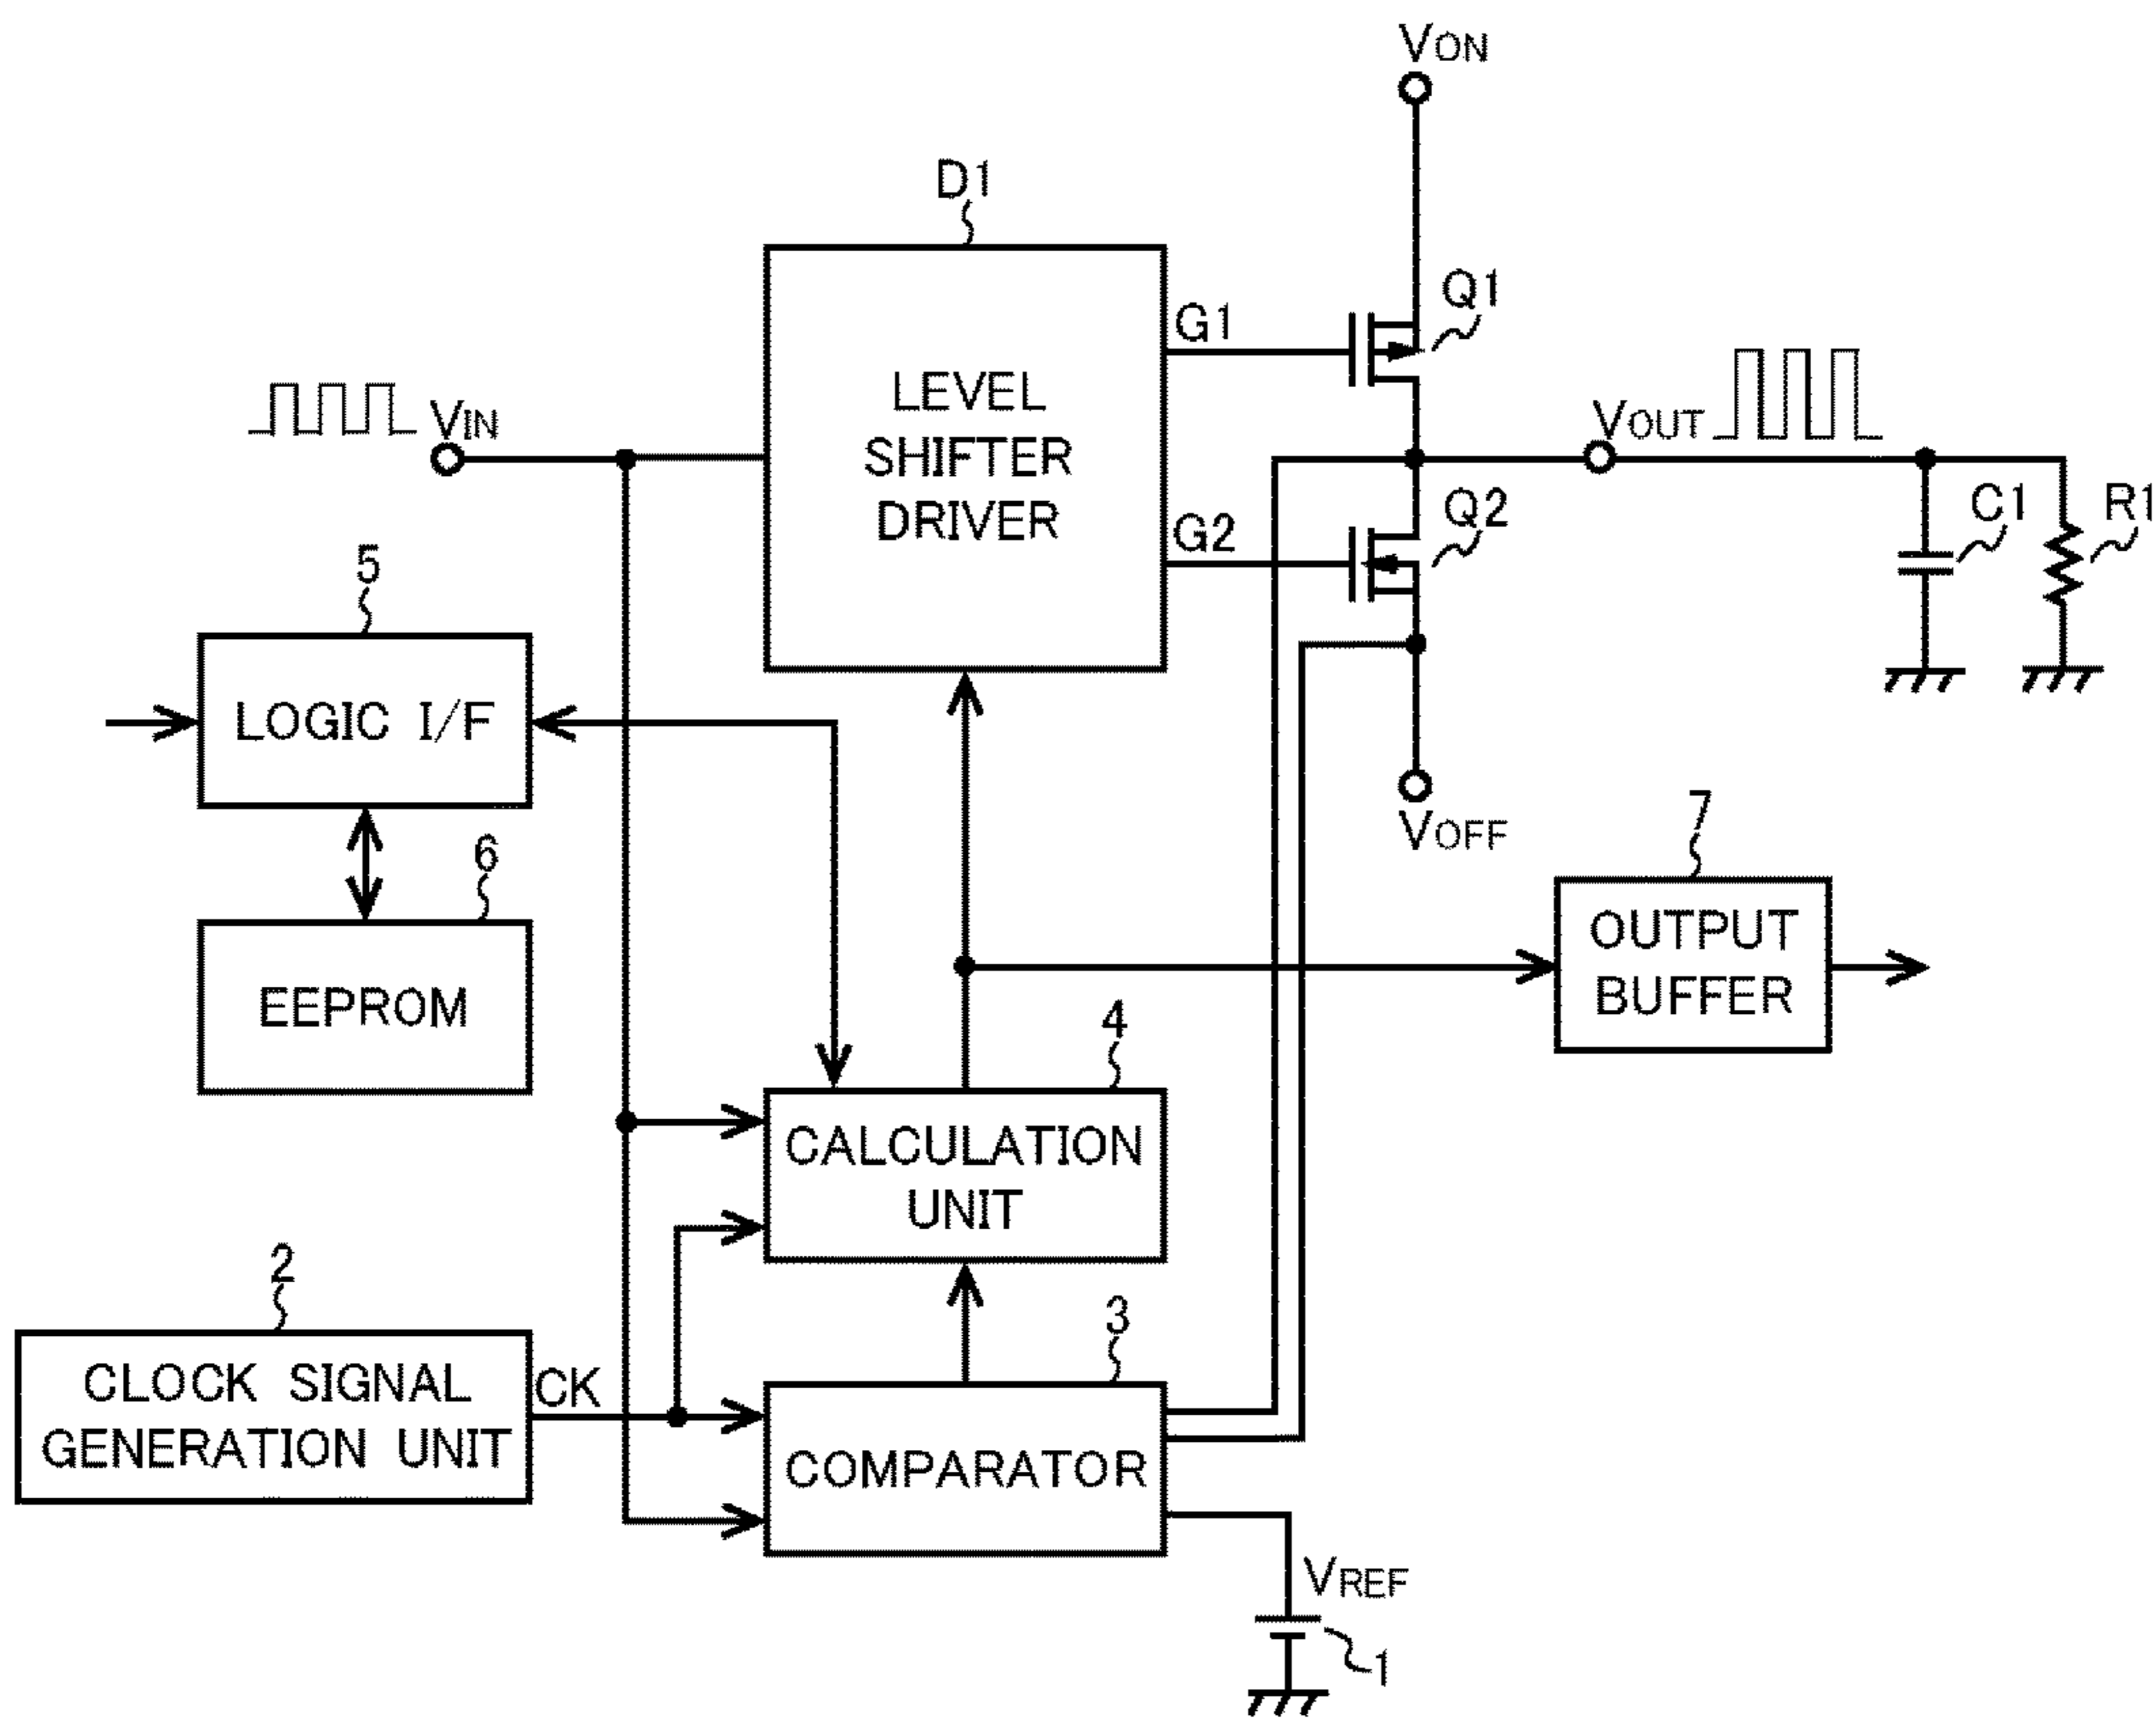 VON
D1
Q1
G1
LEVEL
SHIFTER
DRIVER
VIN
VOUT
Q2
C1
R1
G2
5
LOGIC I/F
VOFF
7
6
OUTPUT
BUFFER
EEPROM
4
CALCULATION
UNIT
2
3
CLOCK SIGNAL
GENERATION UNIT
CK
COMPARATOR
VREF
1